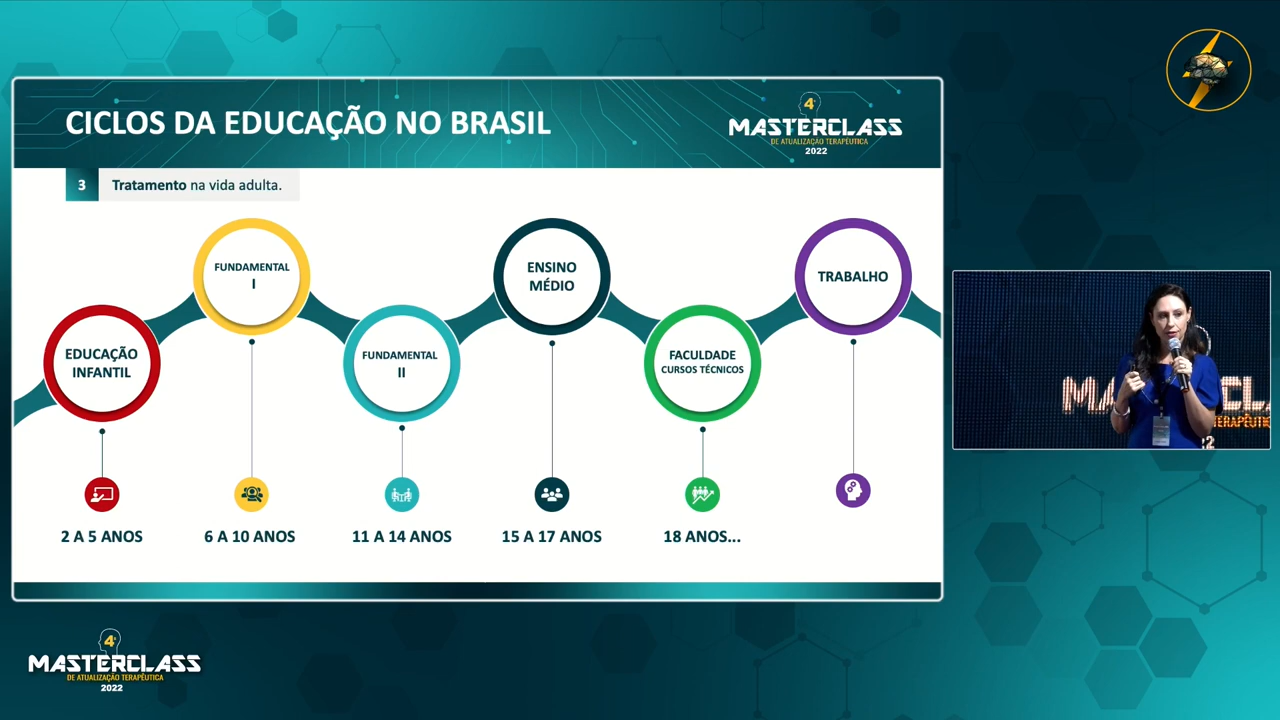 CICLOS DA EDUCAÇÃO NO BRASIL
4ª
MASTERCLASS
DE ATUALIZAÇÃO TERAPÊUTICA
2022
3 Tratamento na vida adulta.
EDUCAÇÃO
INFANTIL
FUNDAMENTAL
I
FUNDAMENTAL
II
ENSINO
MÉDIO
FACULDADE
CURSOS TÉCNICOS
TRABALHO
2 A 5 ANOS
6 A 10 ANOS
11 A 14 ANOS
15 A 17 ANOS
18 ANOS...
4ª
MASTERCLASS
DE ATUALIZAÇÃO TERAPÊUTICA
2022